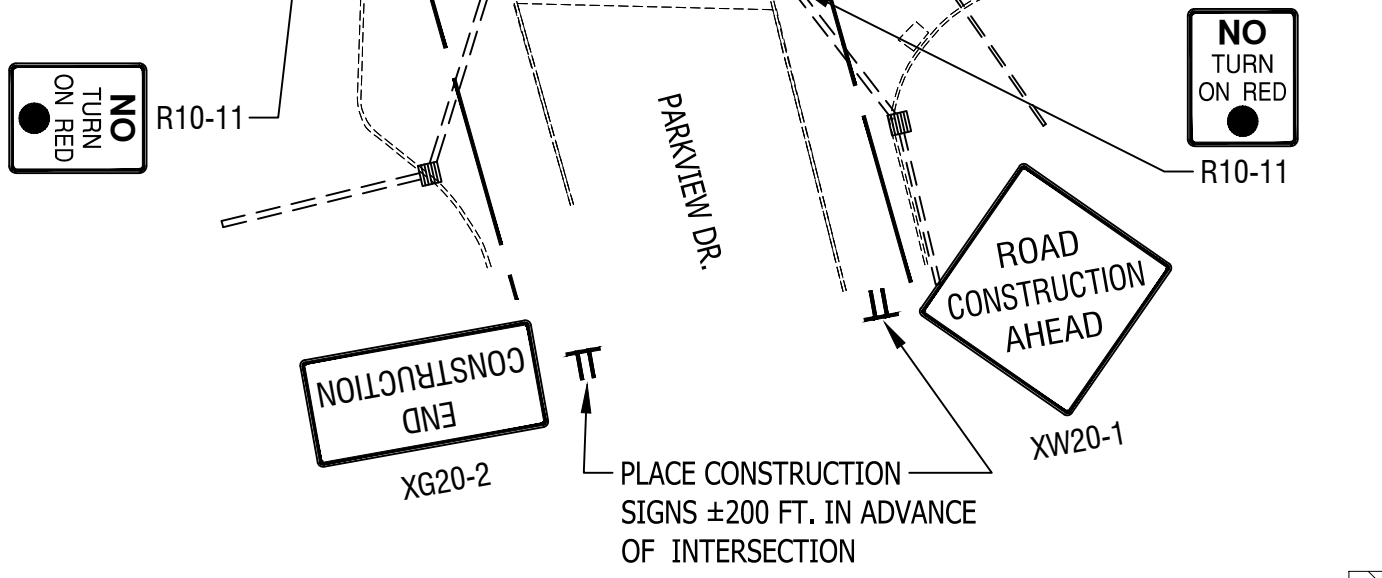 NO
TURN
ON RED
R10-11
NO
TURN
ON RED
R10-11
PARKVIEW DR.
ROAD
CONSTRUCTION
AHEAD
XW20-1
END
CONSTRUCTION
XG20-2
PLACE CONSTRUCTION
SIGNS ±200 FT. IN ADVANCE
OF INTERSECTION